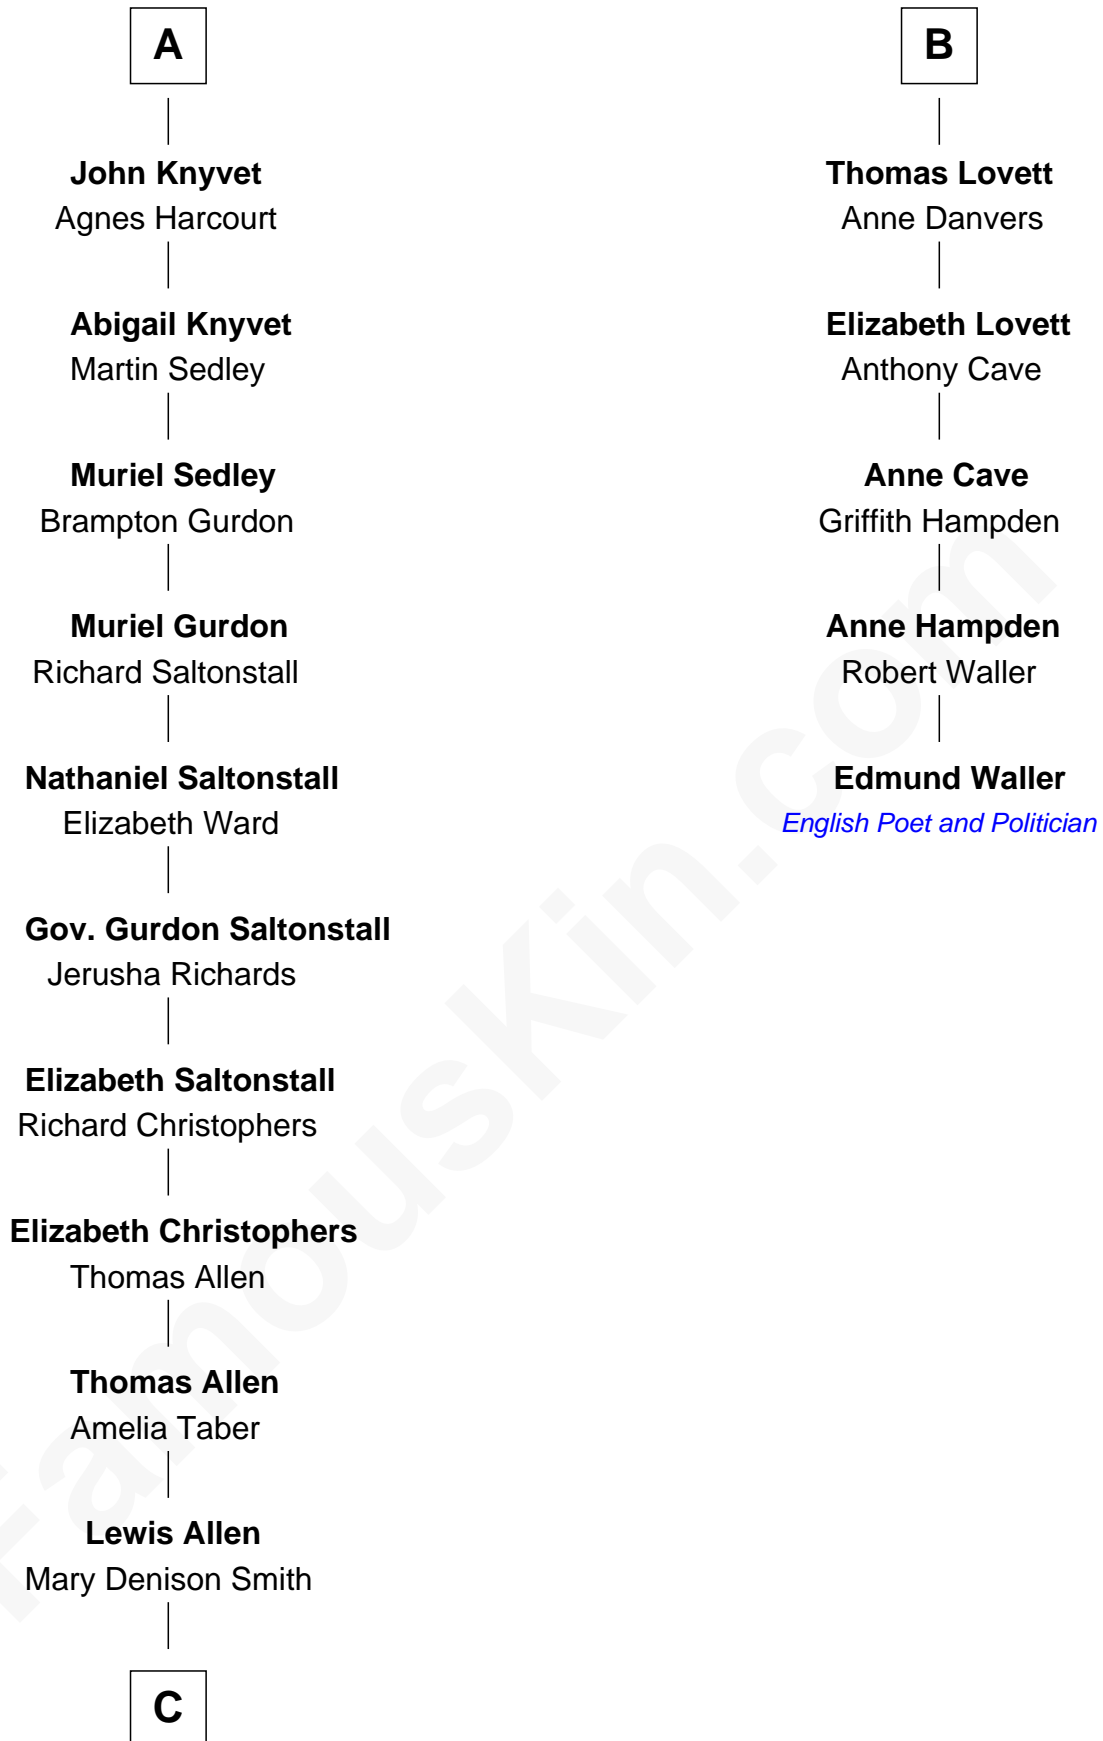 A
John Knyvet
Agnes Harcourt
Abigail Knyvet
Martin Sedley
Muriel Sedley
Brampton Gurdon
Muriel Gurdon
Richard Saltonstall
Nathaniel Saltonstall
Elizabeth Ward
Gov. Gurdon Saltonstall
Jerusha Richards
Elizabeth Saltonstall
Richard Christophers
Elizabeth Christophers
Thomas Allen
Thomas Allen
Amelia Taber
Lewis Allen
Mary Denison Smith
C
B
Thomas Lovett
Anne Danvers
Elizabeth Lovett
Anthony Cave
Anne Cave
Griffith Hampden
Anne Hampden
Robert Waller
Edmund Waller
English Poet and Politician
FamousKin.com